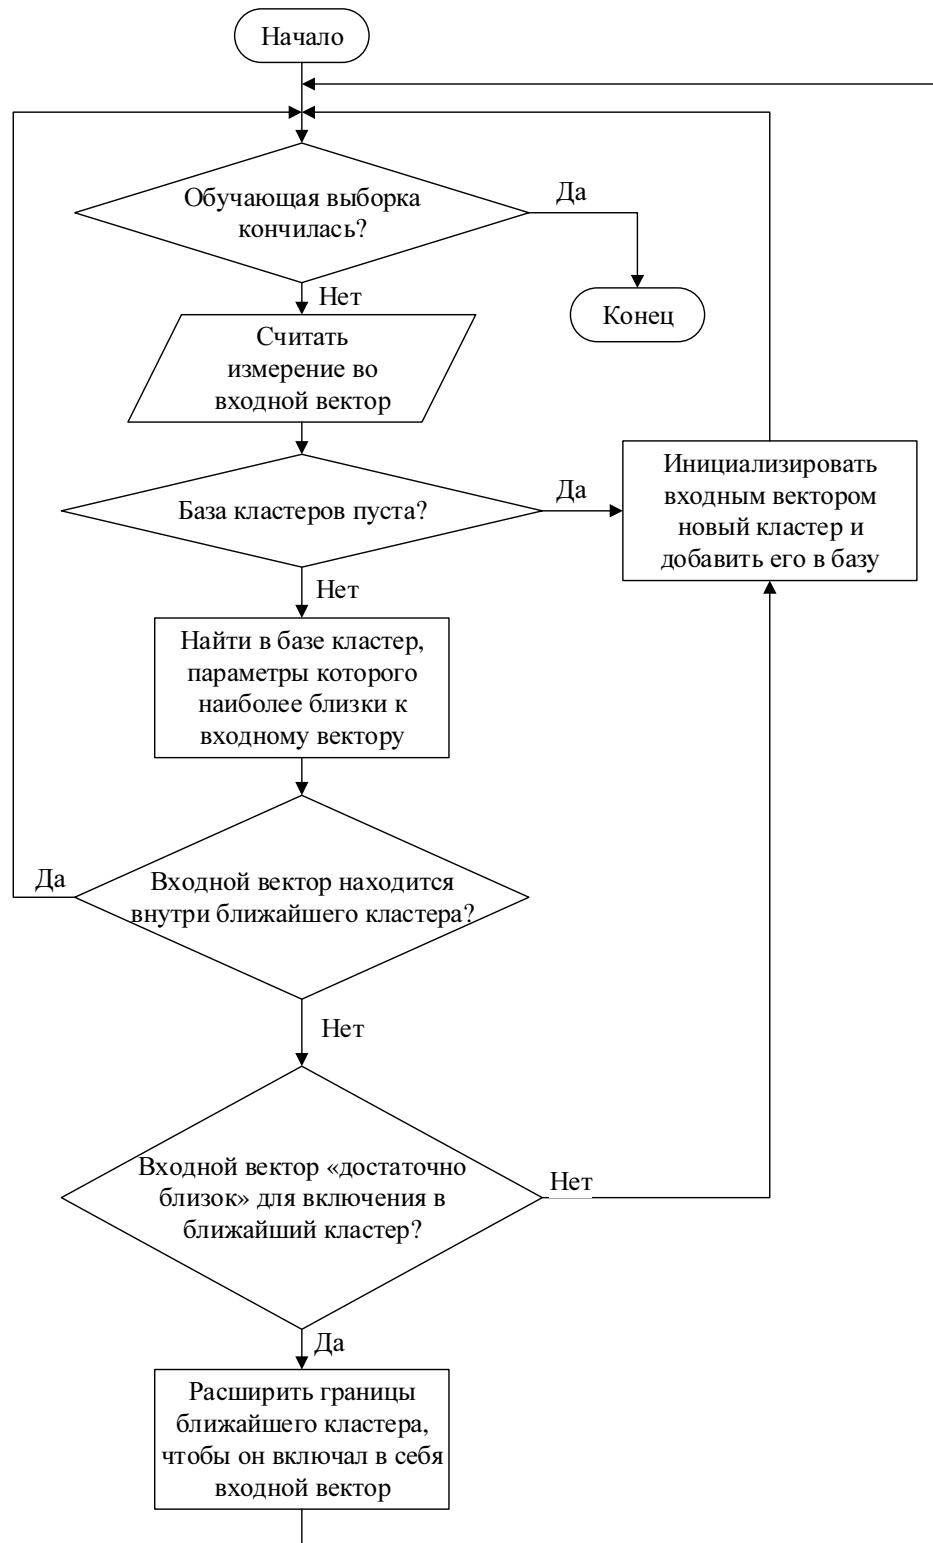 Начало
Обучающая выборка
кончилась?
Да
Нет
Конец
Считать
измерение во
входной вектор
База кластеров пуста?
Да
Инициализировать
входным вектором
новый кластер и
добавить его в базу
Нет
Найти в базе кластер,
параметры которого
наиболее близки к
входному вектору
Да
Входной вектор находится
внутри ближайшего кластера?
Нет
Входной вектор «достаточно
близок» для включения в
ближайший кластер?
Нет
Да
Расширить границы
ближайшего кластера,
чтобы он включал в себя
входной вектор